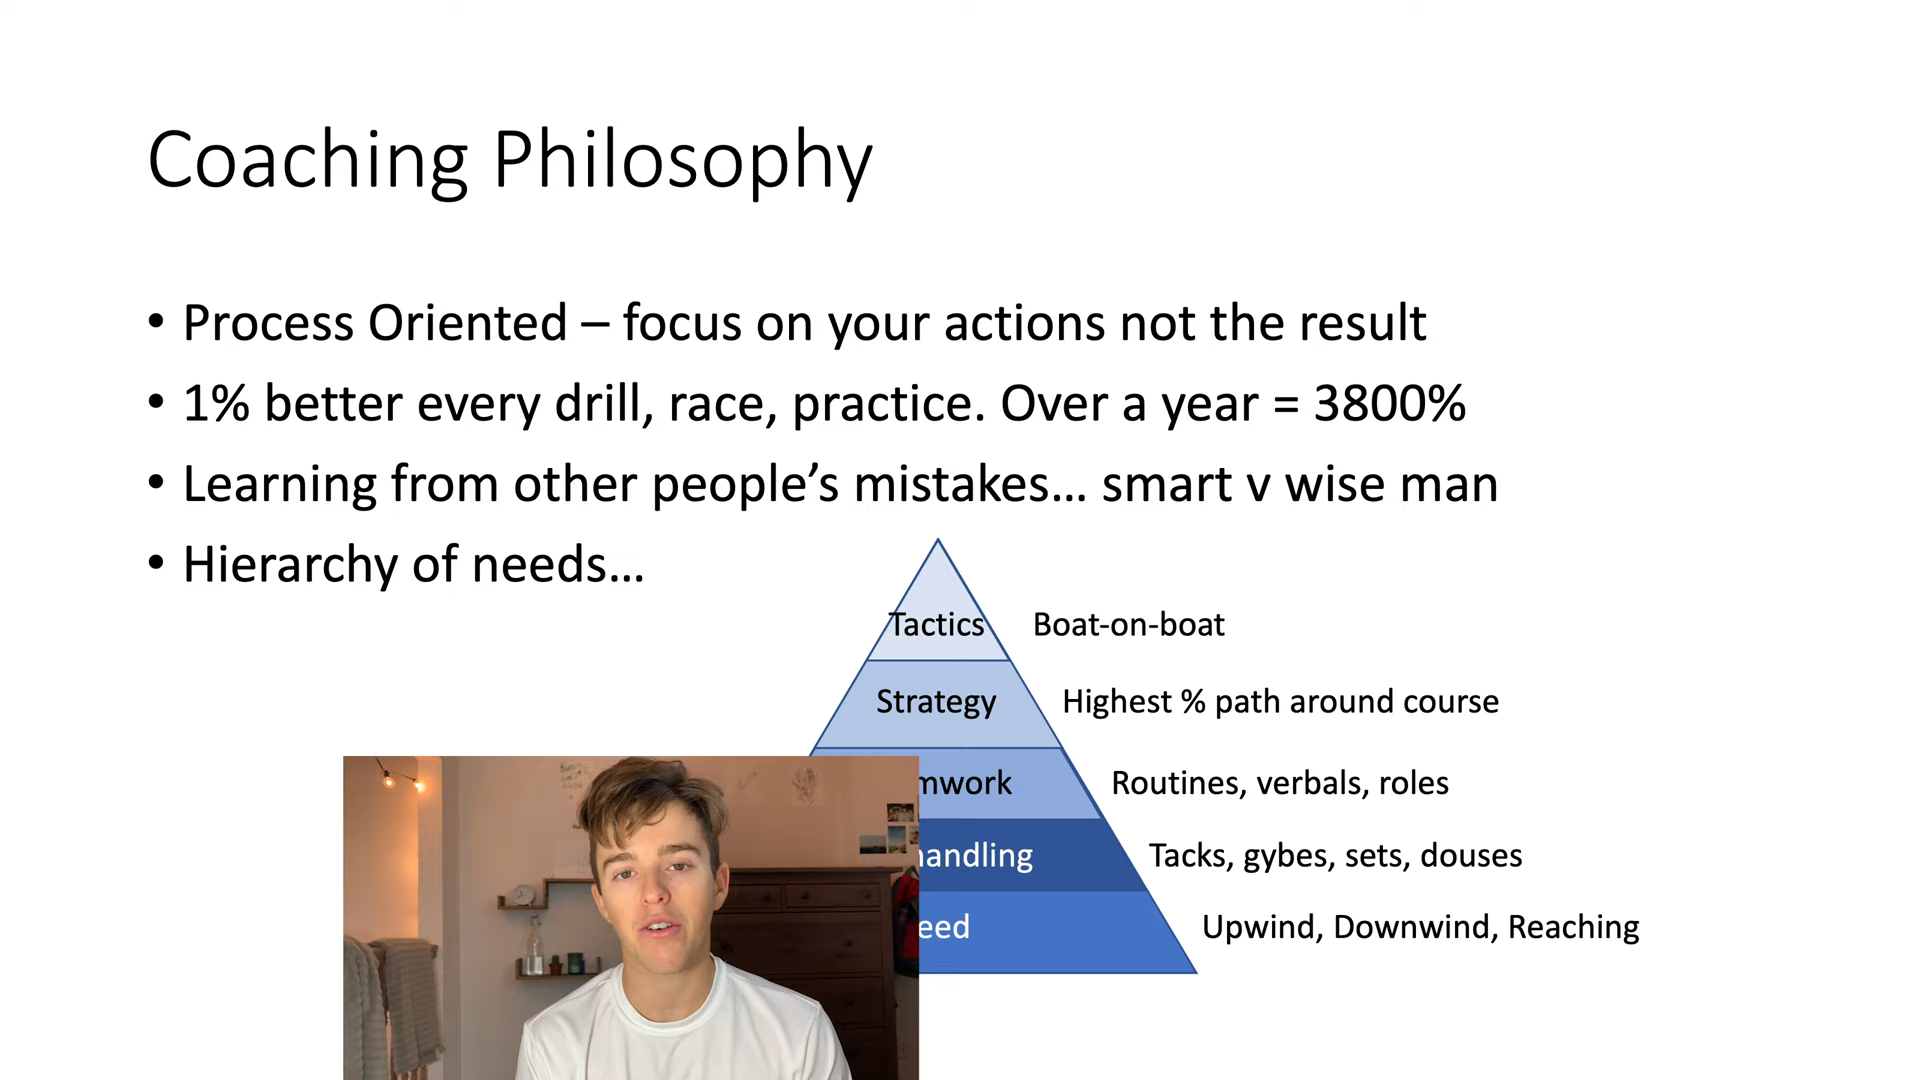 Coaching Philosophy
• Process Oriented – focus on your actions not the result
• 1% better every drill, race, practice. Over a year = 3800%
• Learning from other people’s mistakes... smart v wise man
• Hierarchy of needs...
Tactics Boat-on-boat
Strategy Highest % path around course
mwork Routines, verbals, roles
handling Tacks, gybes, sets, douses
eed Upwind, Downwind, Reaching